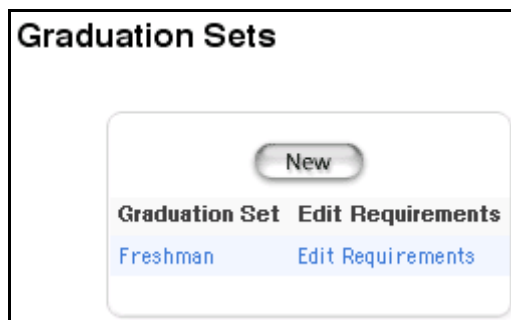 Graduation Sets
New
Graduation Set Edit Requirements
Freshman Edit Requirements